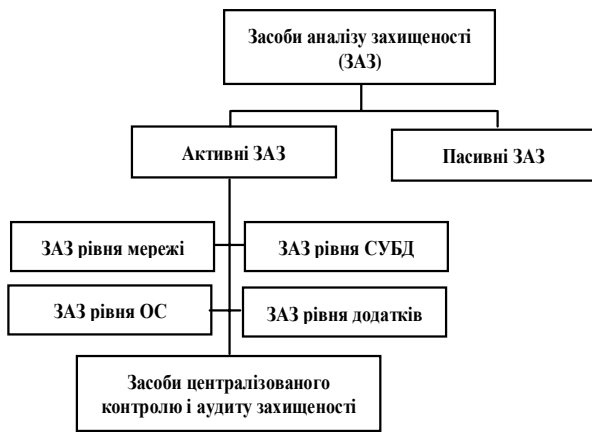 Засоби аналізу захищеності
(ЗАЗ)
Активні ЗАЗ
Пасивні ЗАЗ
ЗАЗ рівня мережі
ЗАЗ рівня СУБД
ЗАЗ рівня ОС
ЗАЗ рівня додатків
Засоби централізованого
контролю і аудиту захищеності